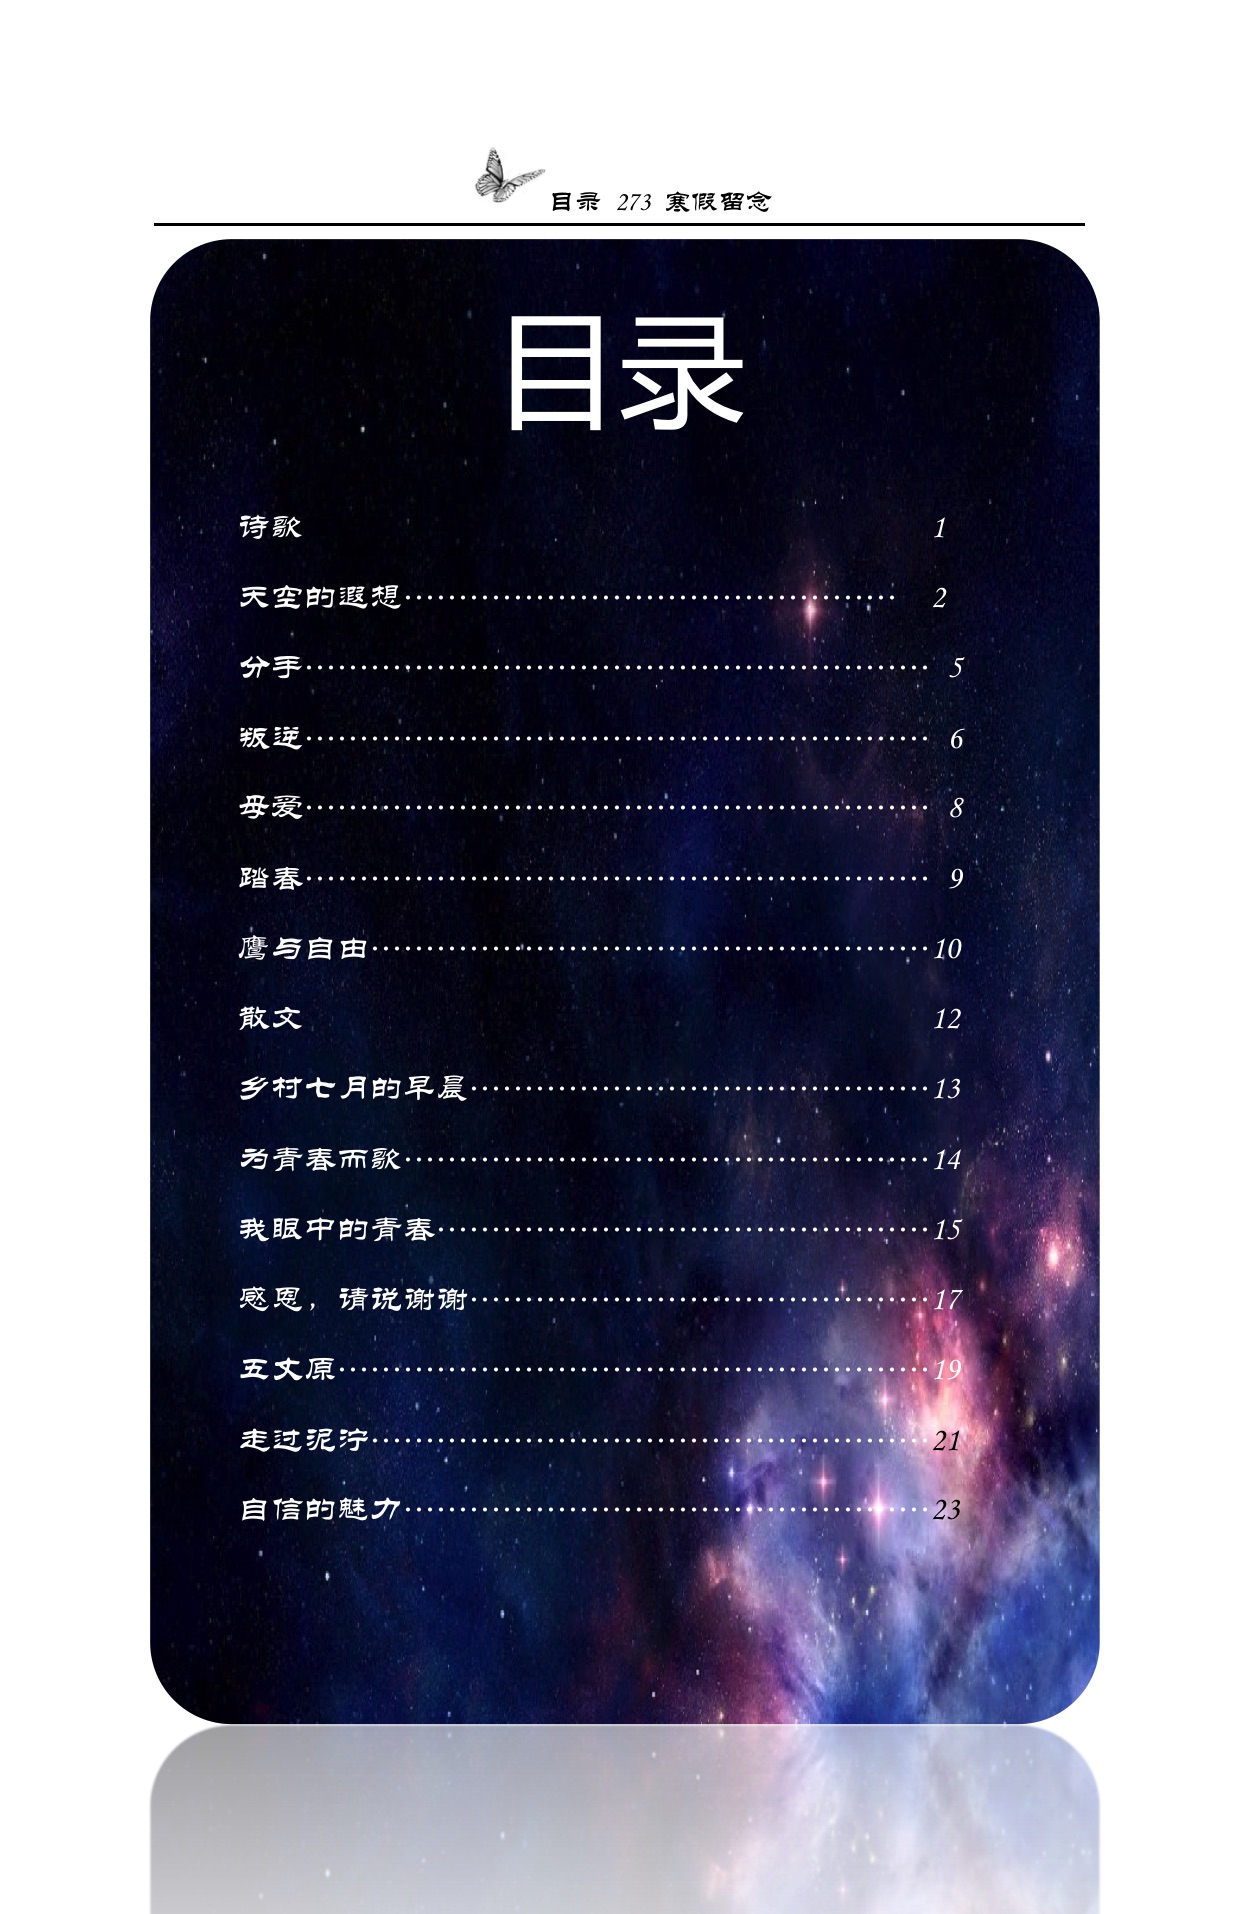 目录 273 寒假留念
目录
诗歌 1
天空的遐想……………………………………………… 2
分手…………………………………………………………… 5
叛逆…………………………………………………………… 6
母爱…………………………………………………………… 8
踏春…………………………………………………………… 9
鹰与自由……………………………………………………10
散文 12
乡村七月的早晨……………………………………………13
为青春而歌…………………………………………………14
我眼中的青春………………………………………………15
感恩，请说谢谢……………………………………………17
五丈原………………………………………………………19
走过泥泞……………………………………………………21
自信的魅力…………………………………………………23